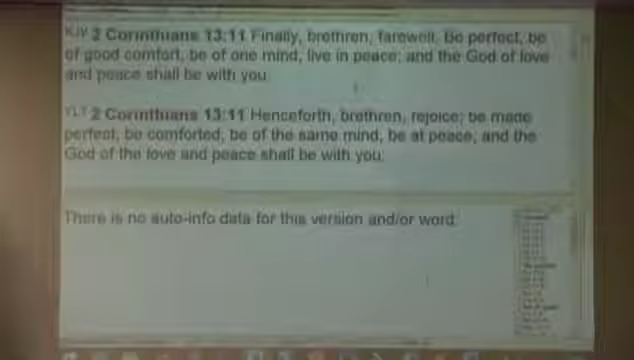 KJV 2 Corinthians 13:11 Finally, brethren, farewell. Be perfect, be
of good comfort, be of one mind, live in peace; and the God of love
and peace shall be with you.
YLT 2 Corinthians 13:11 Henceforth, brethren, rejoice; be made
perfect, be comforted, be of the same mind, be at peace, and the
God of the love and peace shall be with you;
There is no auto-info data for this version and/or word.